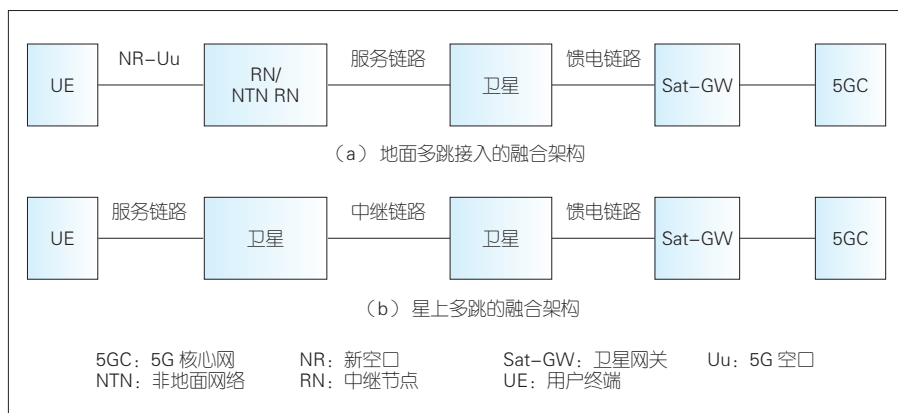 NR-Uu 服务链路 馈电链路
UE RN/ NTN RN 卫星 Sat-GW 5GC
（a）地面多跳接入的融合架构
服务链路 中继链路 馈电链路
UE 卫星 卫星 Sat-GW 5GC
（b）星上多跳的融合架构
5GC：5G 核心网 NR：新空口 Sat-GW：卫星网关 Uu：5G 空口
NTN：非地面网络 RN：中继节点 UE：用户终端